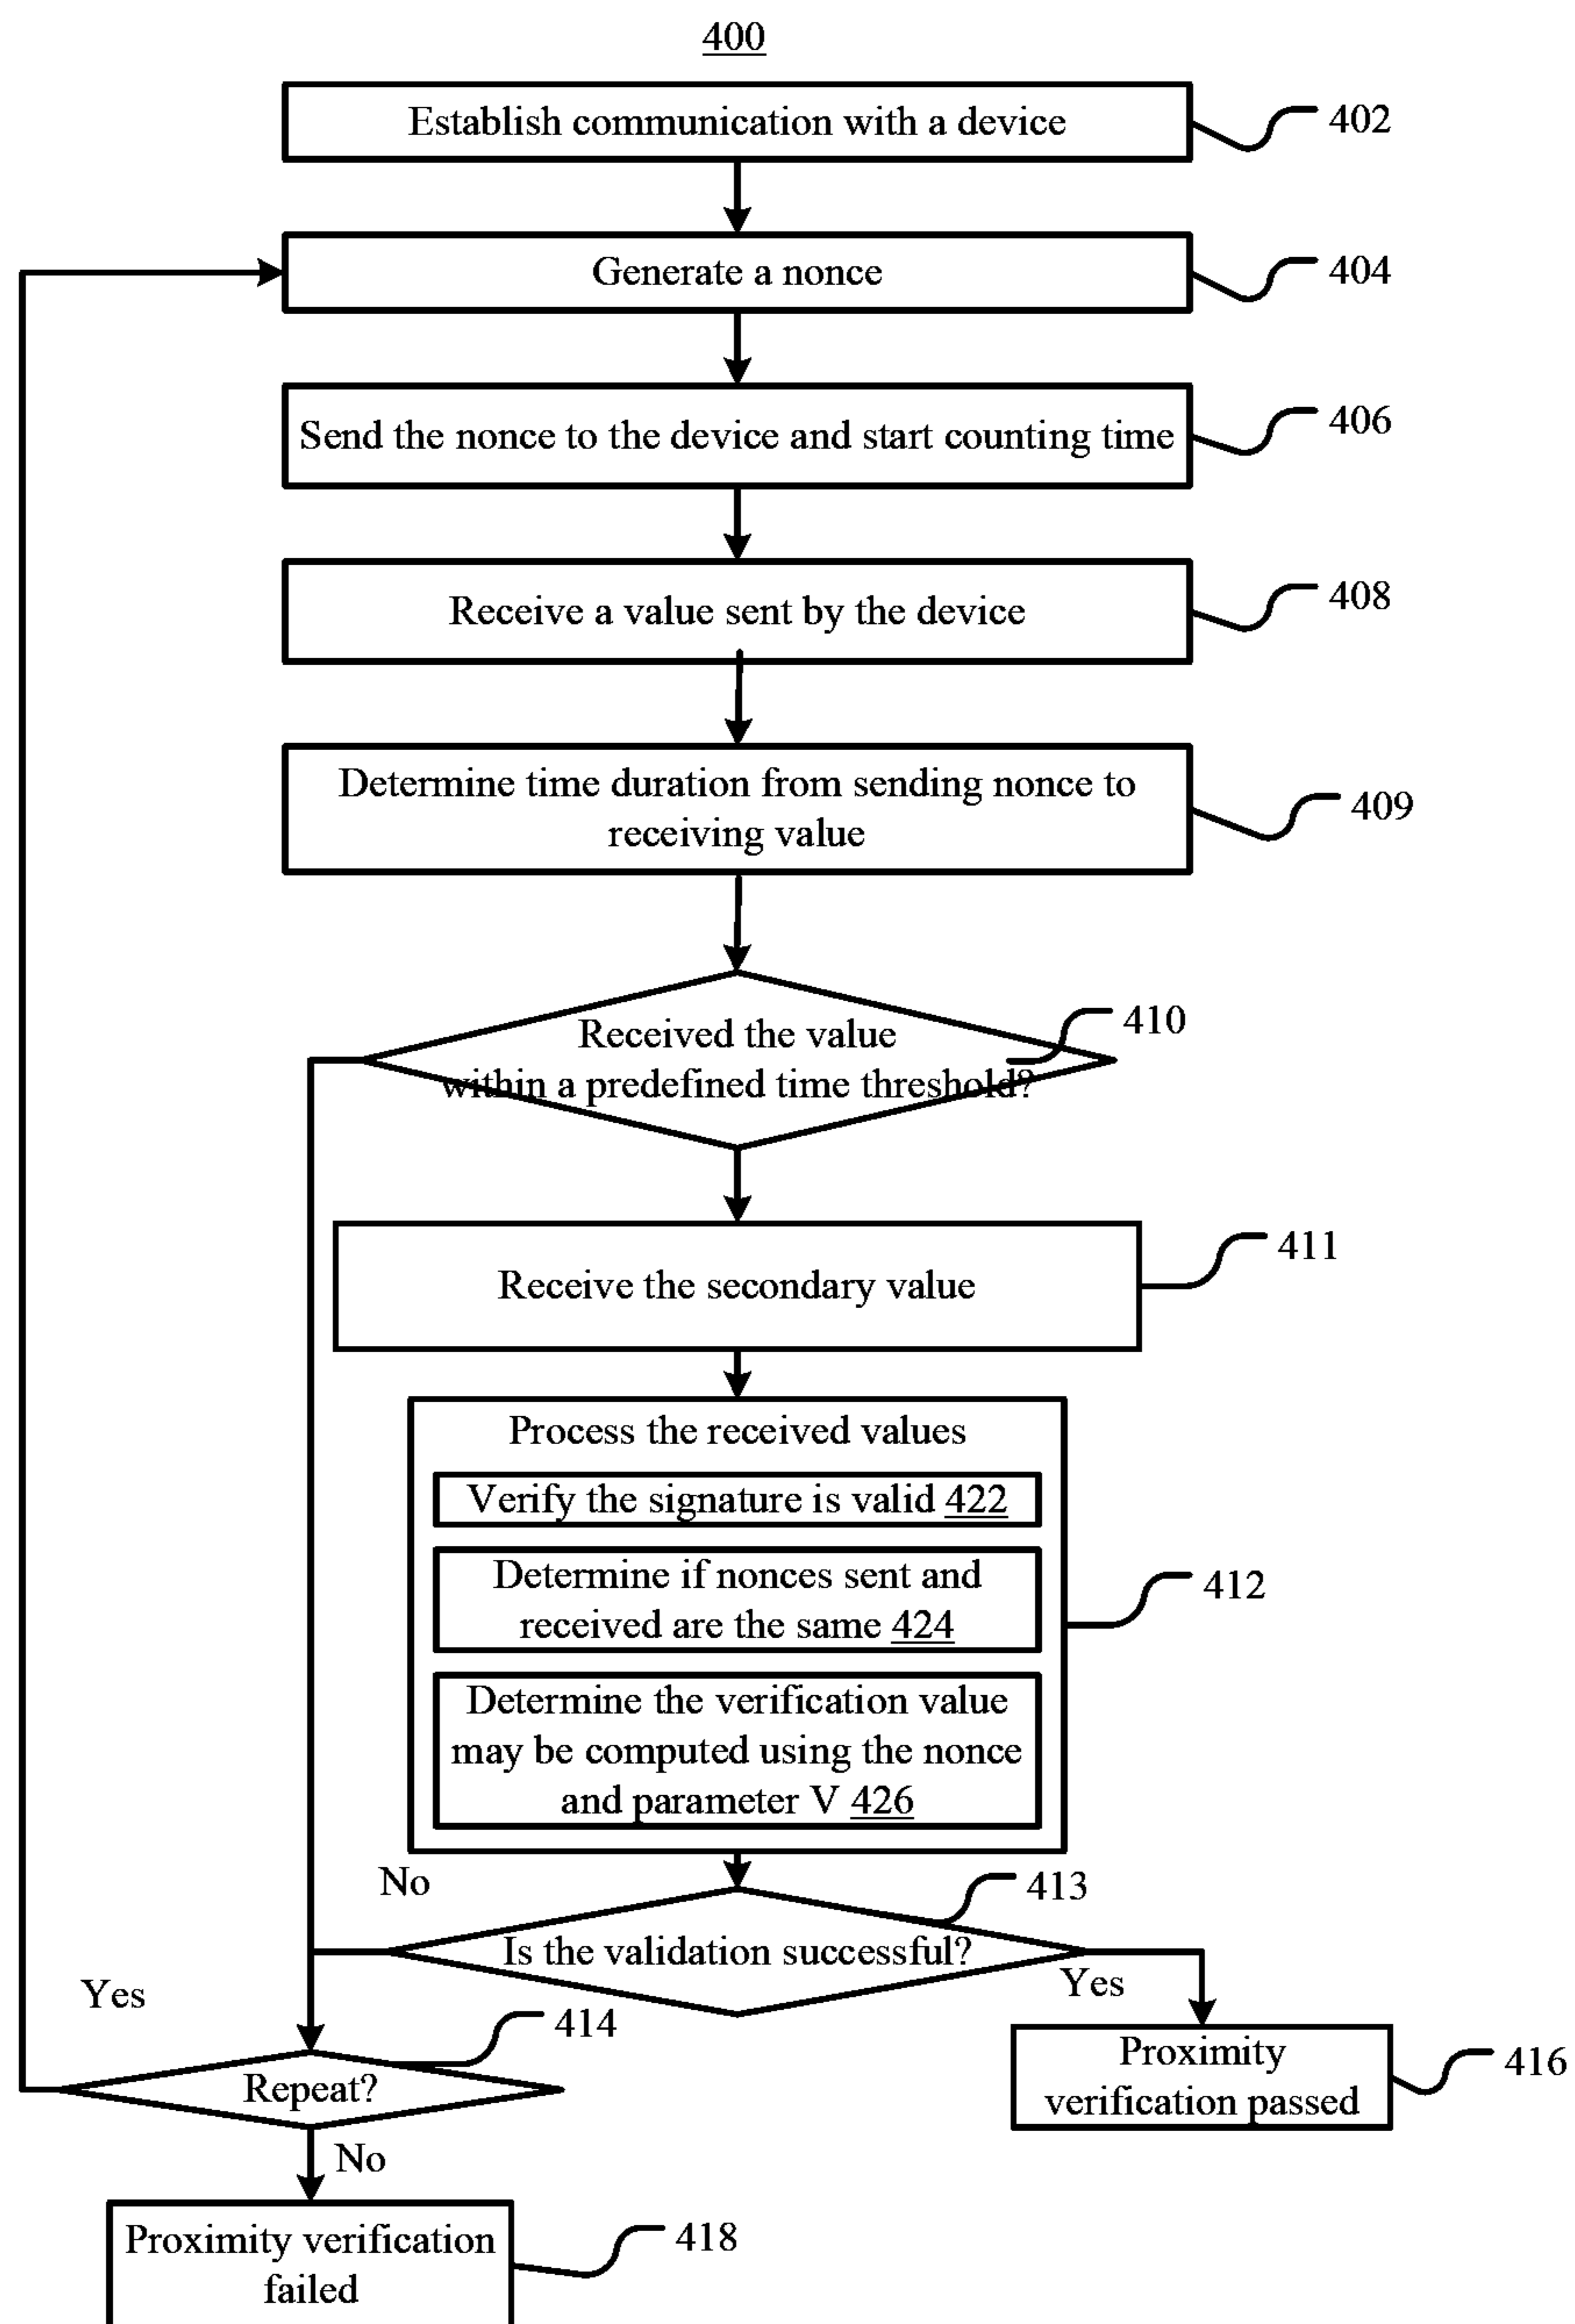 400
Establish communication with a device
402
Generate a nonce
404
Send the nonce to the device and start counting time
406
Receive a value sent by the device
408
Determine time duration from sending nonce to
receiving value
409
Received the value
within a predefined time threshold?
410
Receive the secondary value
411
Process the received values
Verify the signature is valid 422
Determine if nonces sent and
received are the same 424
412
Determine the verification value
may be computed using the nonce
and parameter V 426
No
413
Is the validation successful?
Yes
Yes
414
Repeat?
Proximity
verification passed
416
No
Proximity verification
failed
418